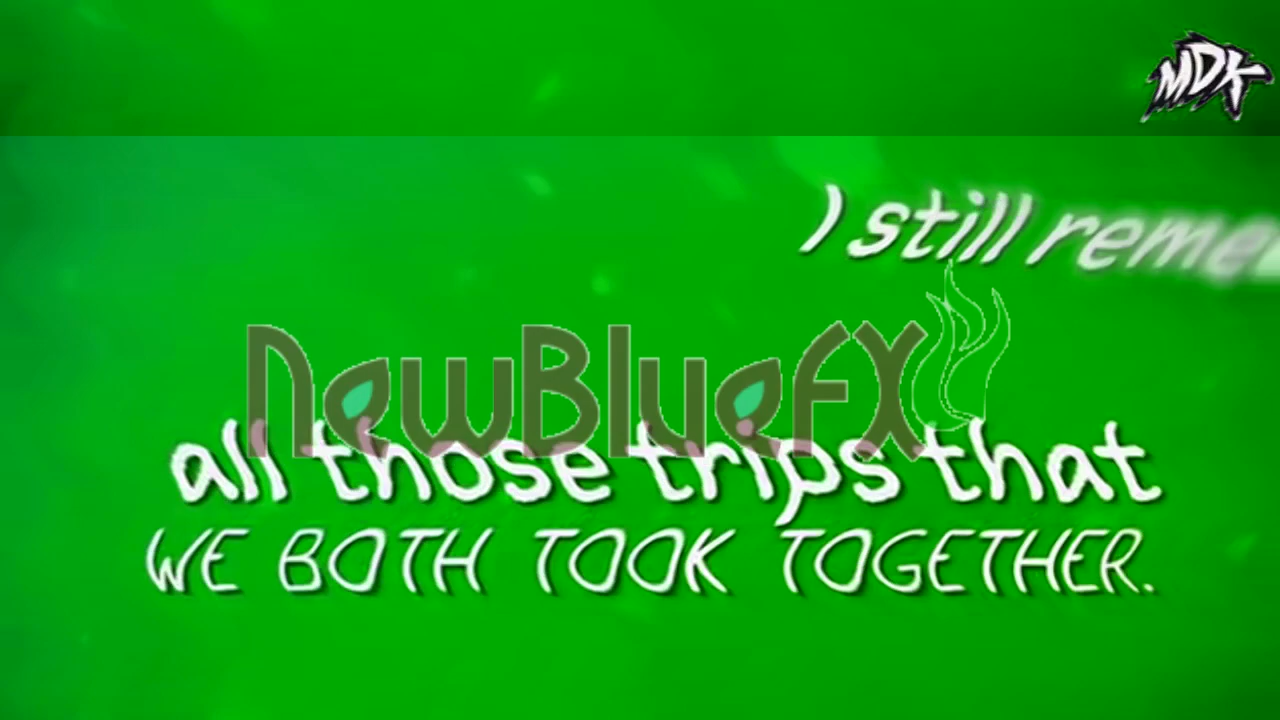 MDK
I still reme
NewBlueFX
all those trips that
WE BOTH TOOK TOGETHER.